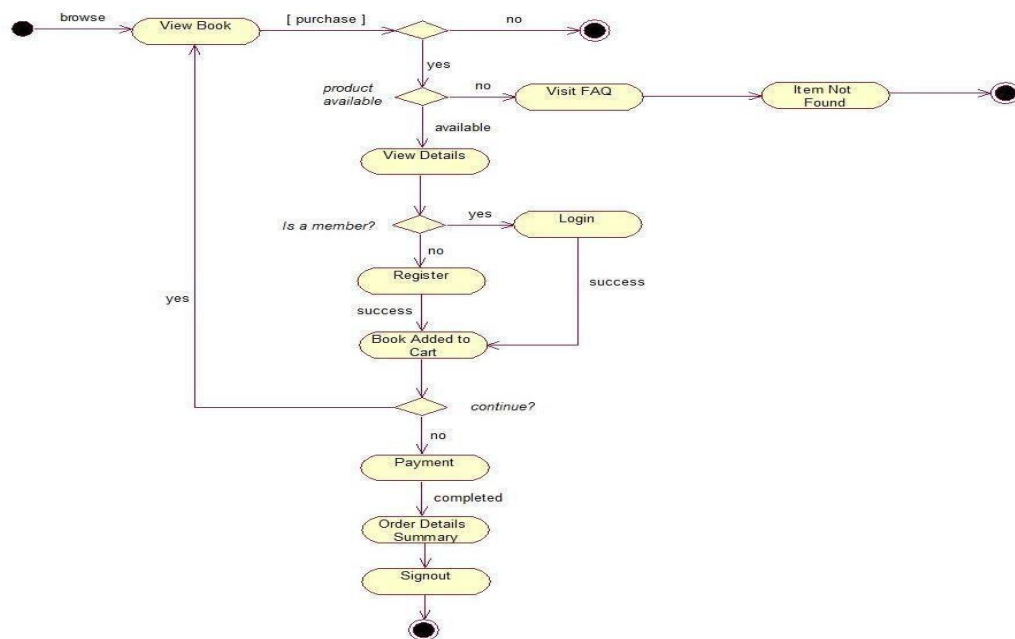 browse
View Book
[ purchase ]
no
yes
product
available
no
Visit FAQ
Item Not
Found
available
View Details
Is a member?
yes
Login
no
Register
success
success
yes
Book Added to
Cart
continue?
no
Payment
completed
Order Details
Summary
Signout